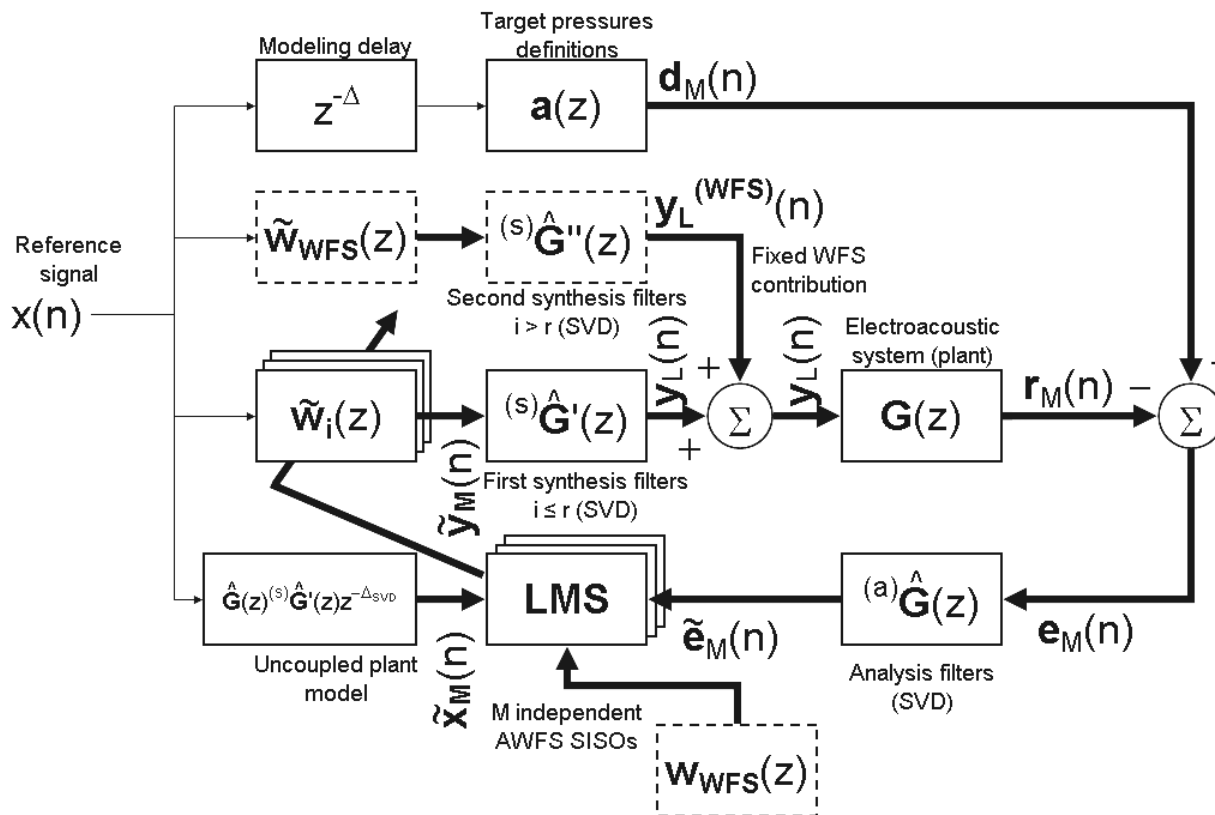 Modeling delay
z^{-Δ}
Target pressures
definitions
a(z)
d_M(n)
Reference
signal
x(n)
w̃_WFS(z)
(s)Ĝ''(z)
y_L^(WFS)(n)
Fixed WFS
contribution
Second synthesis filters
i > r (SVD)
w̃_i(z)
ỹ_M(n)
(s)Ĝ'(z)
First synthesis filters
i ≤ r (SVD)
y_L(n)
+
+
Σ
y_L(n)
Electroacoustic
system (plant)
G(z)
r_M(n)
−
Σ
Ĝ(z)(s)Ĝ'(z)z^{-Δ_SVD}
Uncoupled plant
model
x̃_M(n)
LMS
M independent
AWFS SISOs
ẽ_M(n)
(a)Ĝ(z)
Analysis filters
(SVD)
e_M(n)
w_WFS(z)